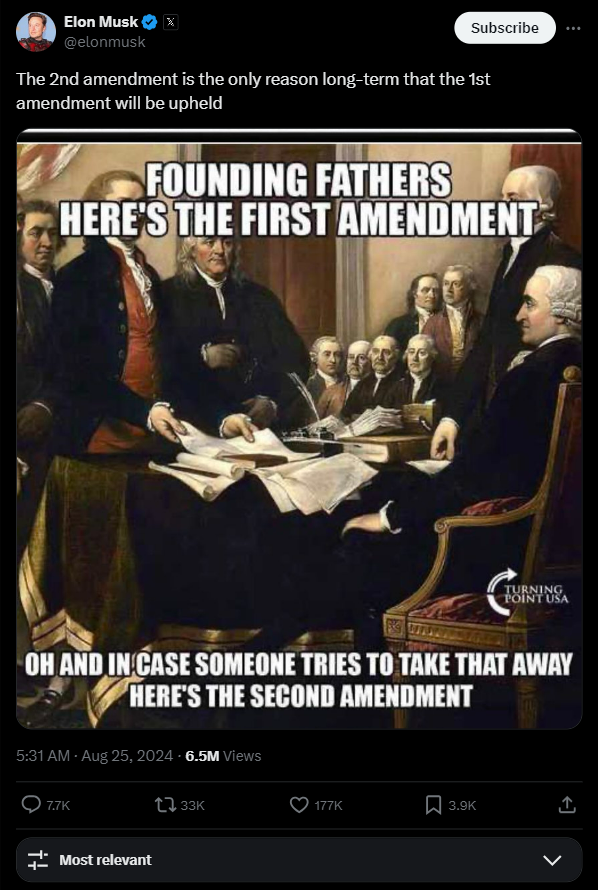 Elon Musk
@elonmusk
Subscribe
The 2nd amendment is the only reason long-term that the 1st
amendment will be upheld
FOUNDING FATHERS
HERE'S THE FIRST AMENDMENT
TURNING
POINT USA
OH AND IN CASE SOMEONE TRIES TO TAKE THAT AWAY
HERE'S THE SECOND AMENDMENT
5:31 AM · Aug 25, 2024 · 6.5M Views
7.7K 33K 177K 3.9K
Most relevant